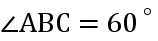 ∠ABC = 60°